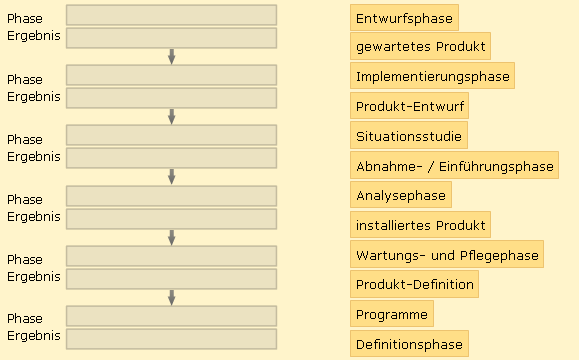 Phase
Ergebnis
Phase
Ergebnis
Phase
Ergebnis
Phase
Ergebnis
Phase
Ergebnis
Phase
Ergebnis
Entwurfsphase
gewartetes Produkt
Implementierungsphase
Produkt-Entwurf
Situationsstudie
Abnahme- / Einführungsphase
Analysephase
installiertes Produkt
Wartungs- und Pflegephase
Produkt-Definition
Programme
Definitionsphase